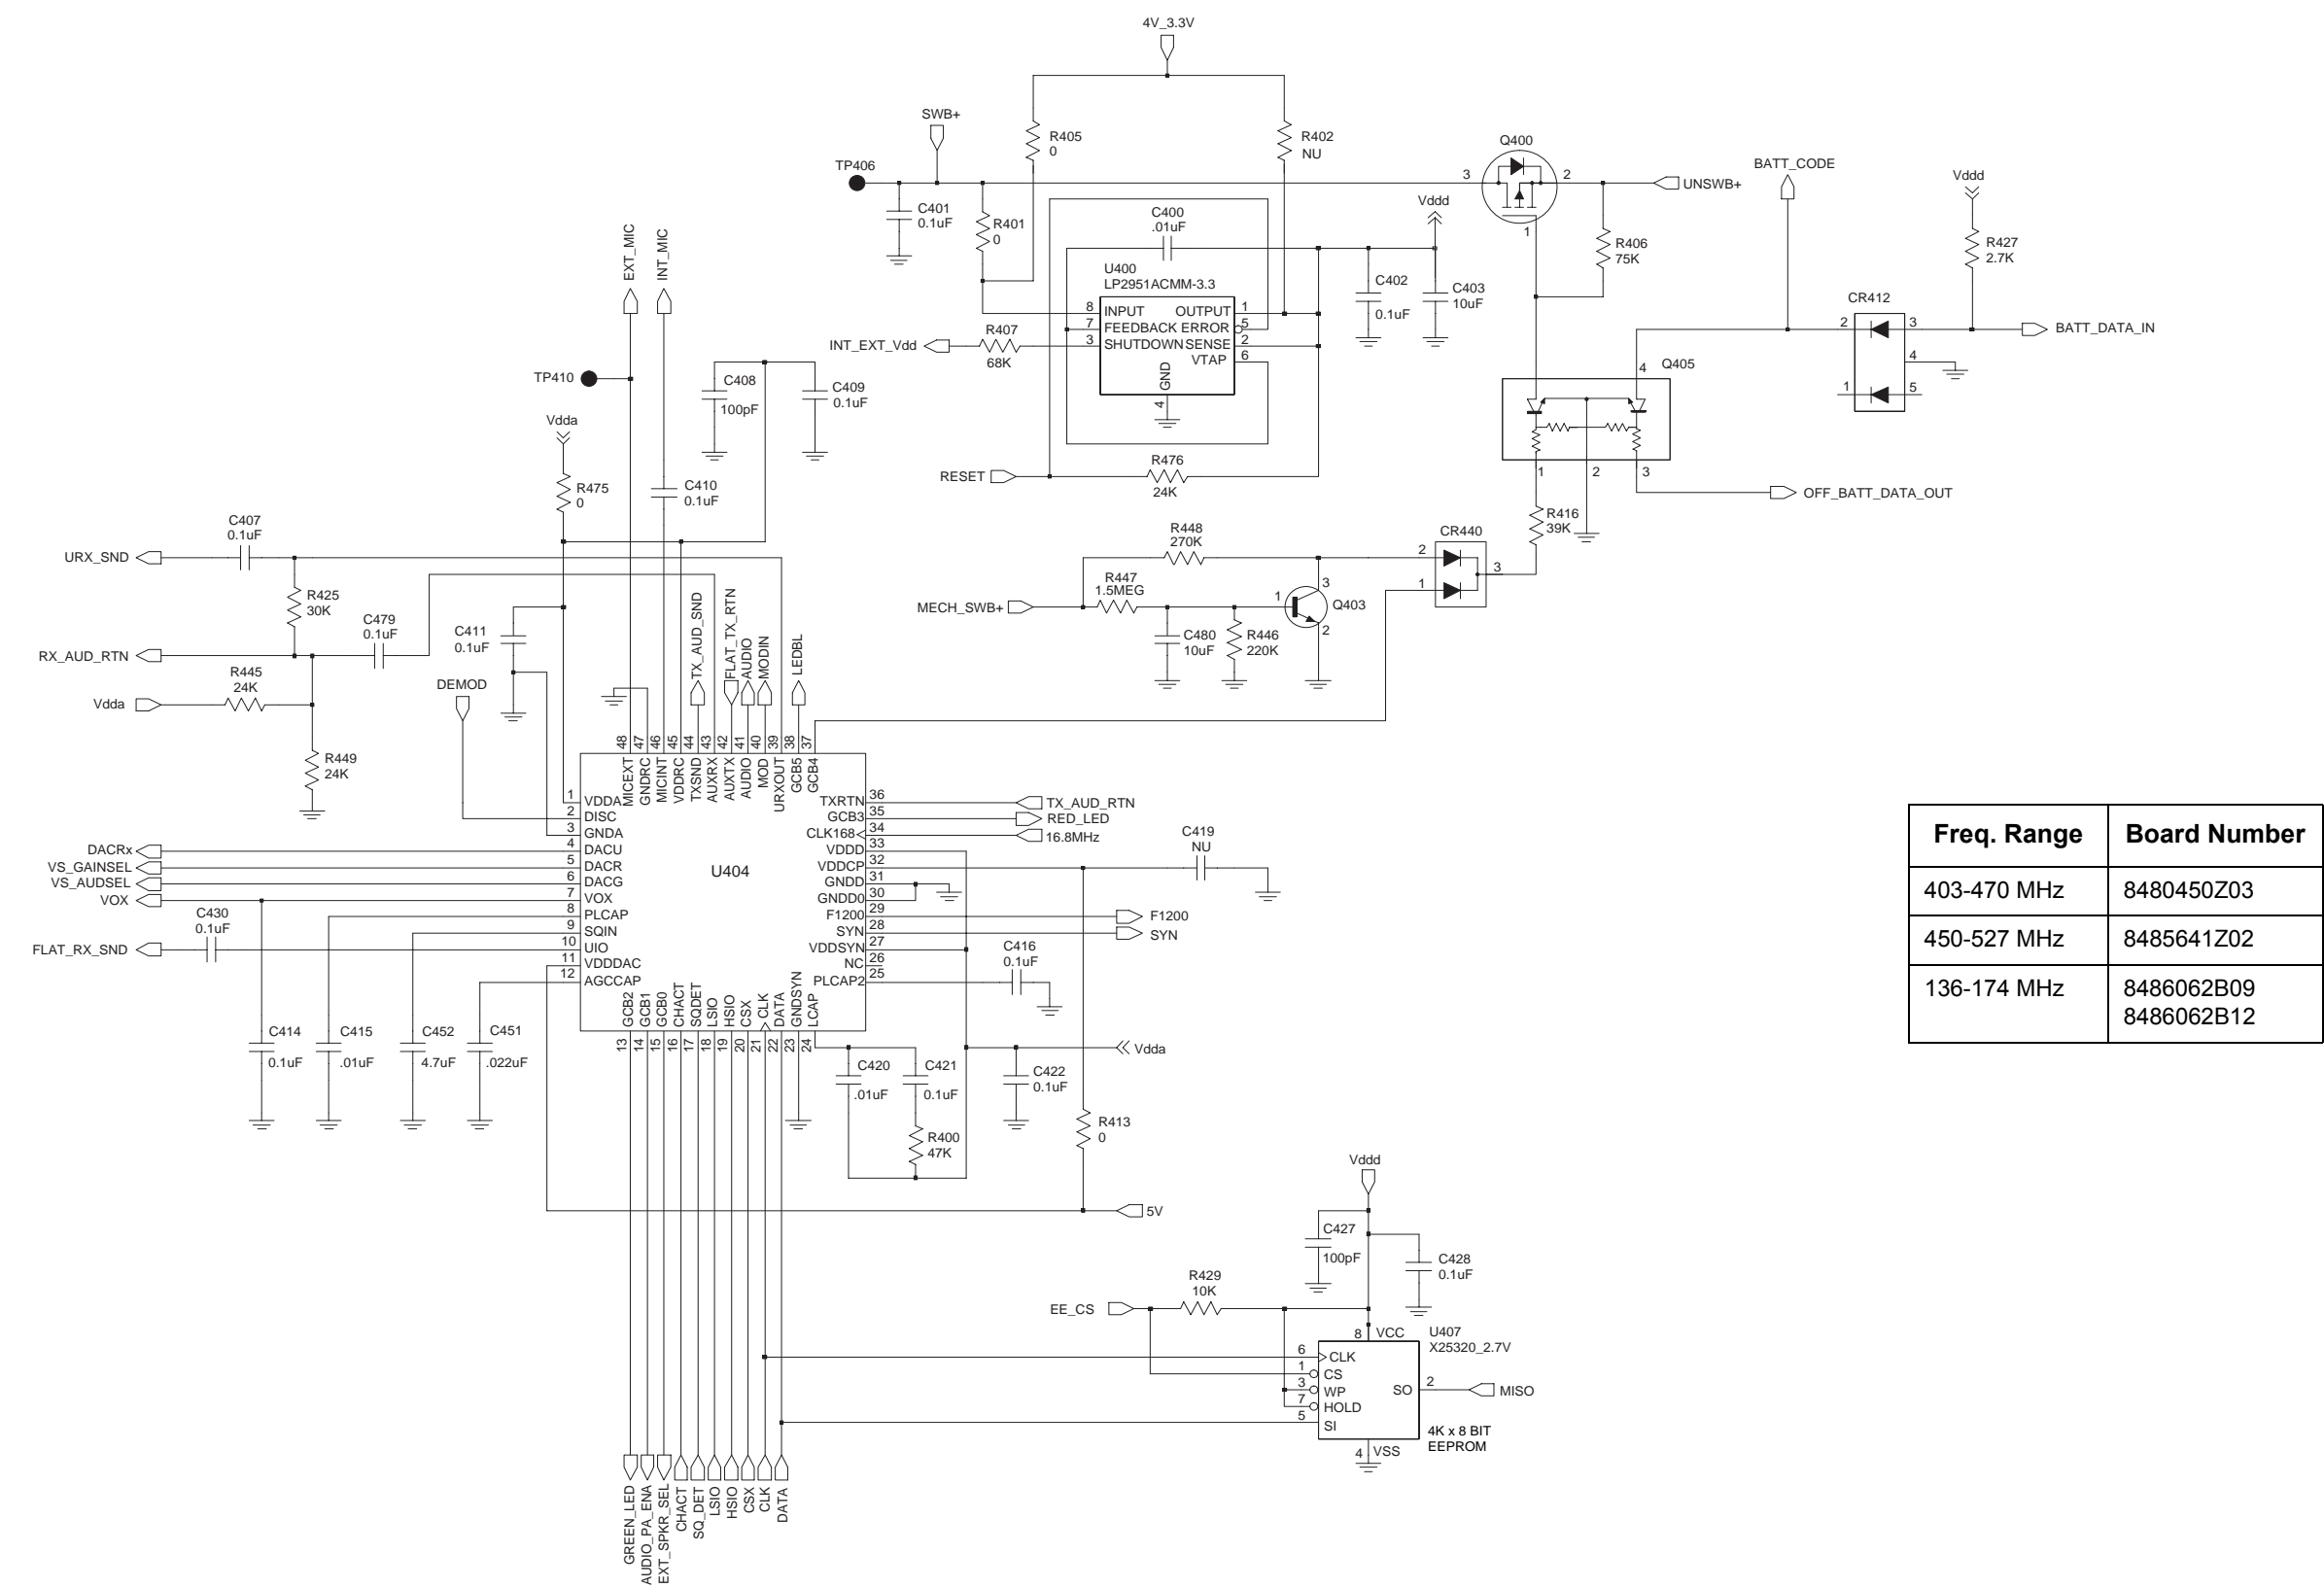 4V_3.3V
SWB+
R405
0
R402
NU
Q400
TP406
3
2
1
UNSWB+
BATT_CODE
Vddd
C401
0.1uF
R401
0
C400
.01uF
Vddd
R406
75K
R427
2.7K
EXT_MIC
INT_MIC
U400
LP2951ACMM-3.3
C402
0.1uF
C403
10uF
CR412
8 INPUT OUTPUT 1
7 FEEDBACK ERROR 5
3 SHUTDOWN SENSE 2
VTAP 6
GND
4
INT_EXT_Vdd
R407
68K
2
3
4
1
5
BATT_DATA_IN
Q405
4
1
2
3
TP410
C408
100pF
C409
0.1uF
Vdda
R475
0
C410
0.1uF
RESET
R476
24K
OFF_BATT_DATA_OUT
R416
39K
C407
0.1uF
URX_SND
R448
270K
CR440
2
1
3
R425
30K
R447
1.5MEG
MECH_SWB+
1
3
2
Q403
C479
0.1uF
C411
0.1uF
C480
10uF
R446
220K
RX_AUD_RTN
R445
24K
Vdda
DEMOD
R449
24K
TX_AUD_SND
FLAT_TX_RTN
AUDIO
MODIN
LEDBL
48 MICEXT
47 GNDRC
46 MICINT
45 VDDRC
44 TXSND
43 AUXRX
42 AUXTX
41 AUDIO
40 MOD
39 URXOUT
38 GCB5
37 GCB4
1 VDDA
2 DISC
3 GNDA
4 DACU
5 DACR
6 DACG
7 VOX
8 PLCAP
9 SQIN
10 UIO
11 VDDDAC
12 AGCCAP
U404
TXRTN 36
GCB3 35
CLK168 34
VDDD 33
VDDCP 32
GNDD 31
GNDD0 30
F1200 29
SYN 28
VDDSYN 27
NC 26
PLCAP2 25
GCB2 13
GCB1 14
GCB0 15
CHACT 16
SQDET 17
LSIO 18
HSIO 19
CSX 20
CLK 21
DATA 22
GNDSYN 23
LCAP 24
TX_AUD_RTN
RED_LED
16.8MHz
C419
NU
DACRx
VS_GAINSEL
VS_AUDSEL
VOX
F1200
SYN
C430
0.1uF
FLAT_RX_SND
C416
0.1uF
C414
0.1uF
C415
.01uF
C452
4.7uF
C451
.022uF
C420
.01uF
C421
0.1uF
Vdda
C422
0.1uF
R400
47K
R413
0
5V
Freq. Range Board Number
403-470 MHz 8480450Z03
450-527 MHz 8485641Z02
136-174 MHz 8486062B09
8486062B12
Vddd
C427
100pF
C428
0.1uF
R429
10K
EE_CS
8 VCC
U407
X25320_2.7V
6 CLK
1 CS
3 WP
7 HOLD
5 SI
SO 2
MISO
4K x 8 BIT
EEPROM
4 VSS
GREEN_LED
AUDIO_PA_ENA
EXT_SPKR_SEL
CHACT
SQ_DET
LSIO
HSIO
CSX
CLK
DATA